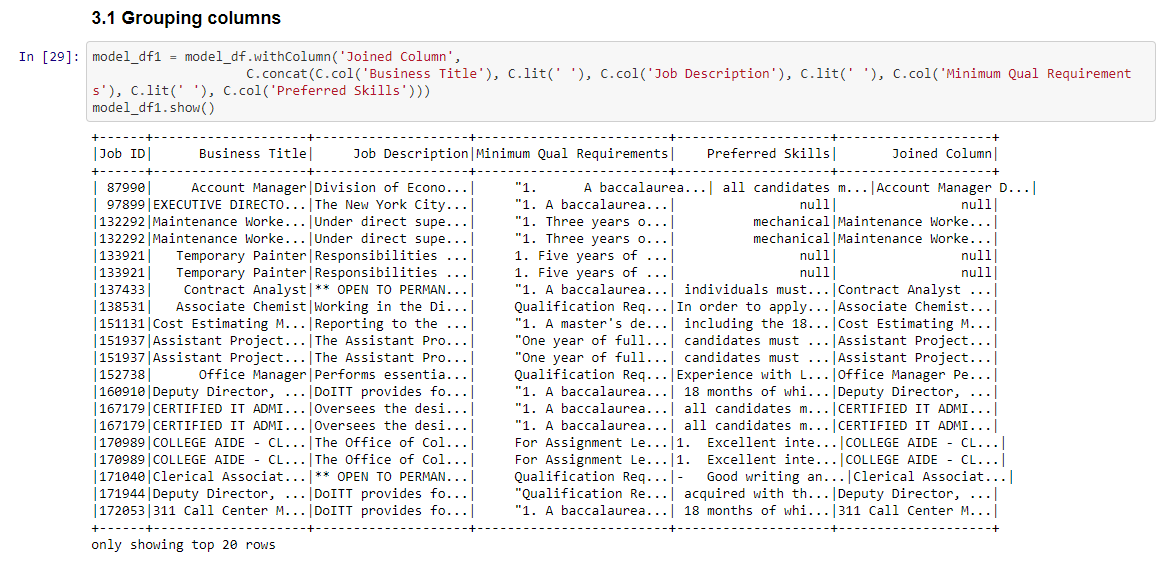 3.1 Grouping columns
In [29]: model_df1 = model_df.withColumn('Joined Column',
                    C.concat(C.col('Business Title'), C.lit(' '), C.col('Job Description'), C.lit(' '), C.col('Minimum Qual Requirement
s'), C.lit(' '), C.col('Preferred Skills')))
model_df1.show()
+------+--------------------+--------------------+-------------------------+--------------------+--------------------+
|Job ID|      Business Title|     Job Description|Minimum Qual Requirements|    Preferred Skills|       Joined Column|
+------+--------------------+--------------------+-------------------------+--------------------+--------------------+
| 87990|     Account Manager|Division of Econo...|     "1.      A baccalaurea...| all candidates m...|Account Manager D...|
| 97899|EXECUTIVE DIRECTO...|The New York City...|     "1. A baccalaurea...|                null|                null|
|132292|Maintenance Worke...|Under direct supe...|     "1. Three years o...|          mechanical|Maintenance Worke...|
|132292|Maintenance Worke...|Under direct supe...|     "1. Three years o...|          mechanical|Maintenance Worke...|
|133921|   Temporary Painter|Responsibilities ...|     1. Five years of ...|                null|                null|
|133921|   Temporary Painter|Responsibilities ...|     1. Five years of ...|                null|                null|
|137433|    Contract Analyst|** OPEN TO PERMAN...|     "1. A baccalaurea...| individuals must...|Contract Analyst ...|
|138531|   Associate Chemist|Working in the Di...|     Qualification Req...|In order to apply...|Associate Chemist...|
|151131|Cost Estimating M...|Reporting to the ...|     "1. A master's de...| including the 18...|Cost Estimating M...|
|151937|Assistant Project...|The Assistant Pro...|     "One year of full...| candidates must ...|Assistant Project...|
|151937|Assistant Project...|The Assistant Pro...|     "One year of full...| candidates must ...|Assistant Project...|
|152738|      Office Manager|Performs essentia...|     Qualification Req...|Experience with L...|Office Manager Pe...|
|160910|Deputy Director, ...|DoITT provides fo...|     "1. A baccalaurea...| 18 months of whi...|Deputy Director, ...|
|167179|CERTIFIED IT ADMI...|Oversees the desi...|     "1. A baccalaurea...| all candidates m...|CERTIFIED IT ADMI...|
|167179|CERTIFIED IT ADMI...|Oversees the desi...|     "1. A baccalaurea...| all candidates m...|CERTIFIED IT ADMI...|
|170989|COLLEGE AIDE - CL...|The Office of Col...|     For Assignment Le...|1.  Excellent inte...|COLLEGE AIDE - CL...|
|170989|COLLEGE AIDE - CL...|The Office of Col...|     For Assignment Le...|1.  Excellent inte...|COLLEGE AIDE - CL...|
|171040|Clerical Associat...|** OPEN TO PERMAN...|     Qualification Req...|-   Good writing an...|Clerical Associat...|
|171944|Deputy Director, ...|DoITT provides fo...|     "Qualification Re...| acquired with th...|Deputy Director, ...|
|172053|311 Call Center M...|DoITT provides fo...|     "1. A baccalaurea...| 18 months of whi...|311 Call Center M...|
+------+--------------------+--------------------+-------------------------+--------------------+--------------------+
only showing top 20 rows